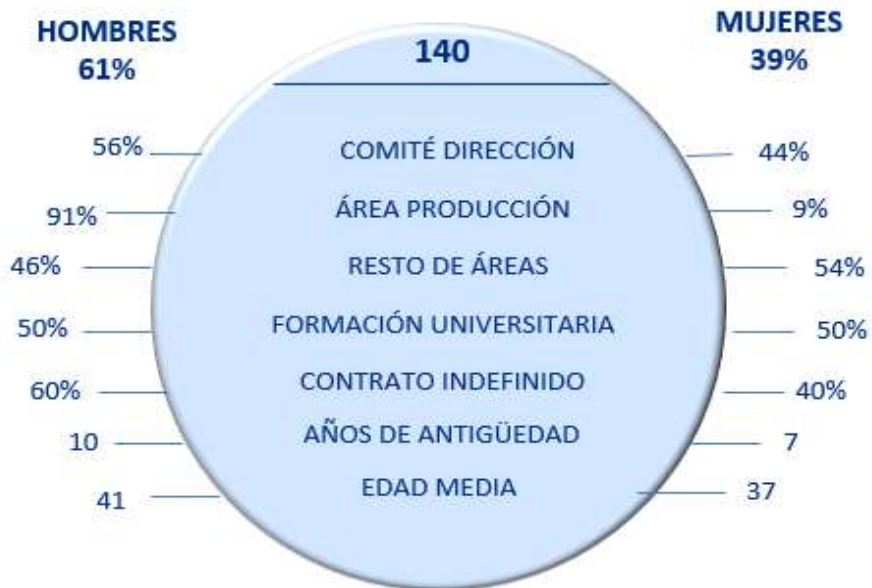 HOMBRES 140 MUJERES
61% 39%
56% COMITÉ DIRECCIÓN 44%
91% ÁREA PRODUCCIÓN 9%
46% RESTO DE ÁREAS 54%
50% FORMACIÓN UNIVERSITARIA 50%
60% CONTRATO INDEFINIDO 40%
10 AÑOS DE ANTIGÜEDAD 7
41 EDAD MEDIA 37